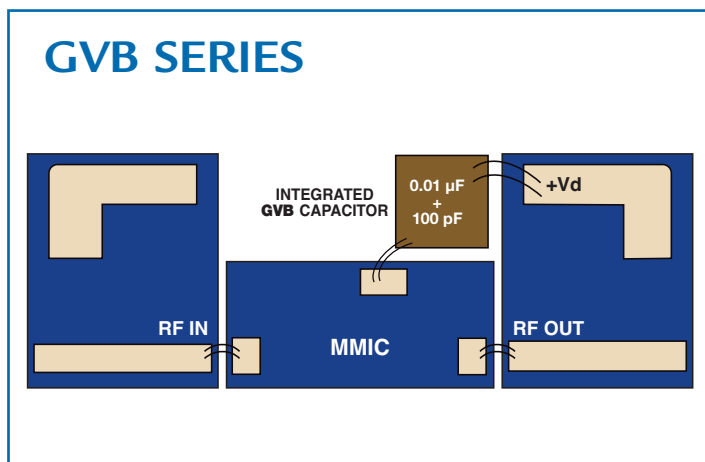 GVB SERIES
INTEGRATED
GVB CAPACITOR
0.01 µF
+
100 pF
+Vd
RF IN
MMIC
RF OUT